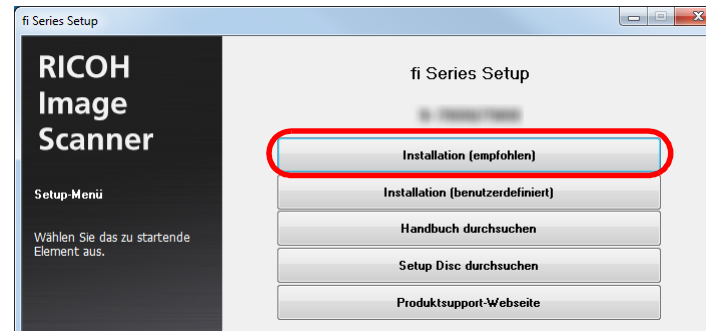 fi Series Setup
RICOH
Image
Scanner
Setup-Menü
Wählen Sie das zu startende
Element aus.
fi Series Setup
Installation (empfohlen)
Installation (benutzerdefiniert)
Handbuch durchsuchen
Setup Disc durchsuchen
Produktsupport-Webseite